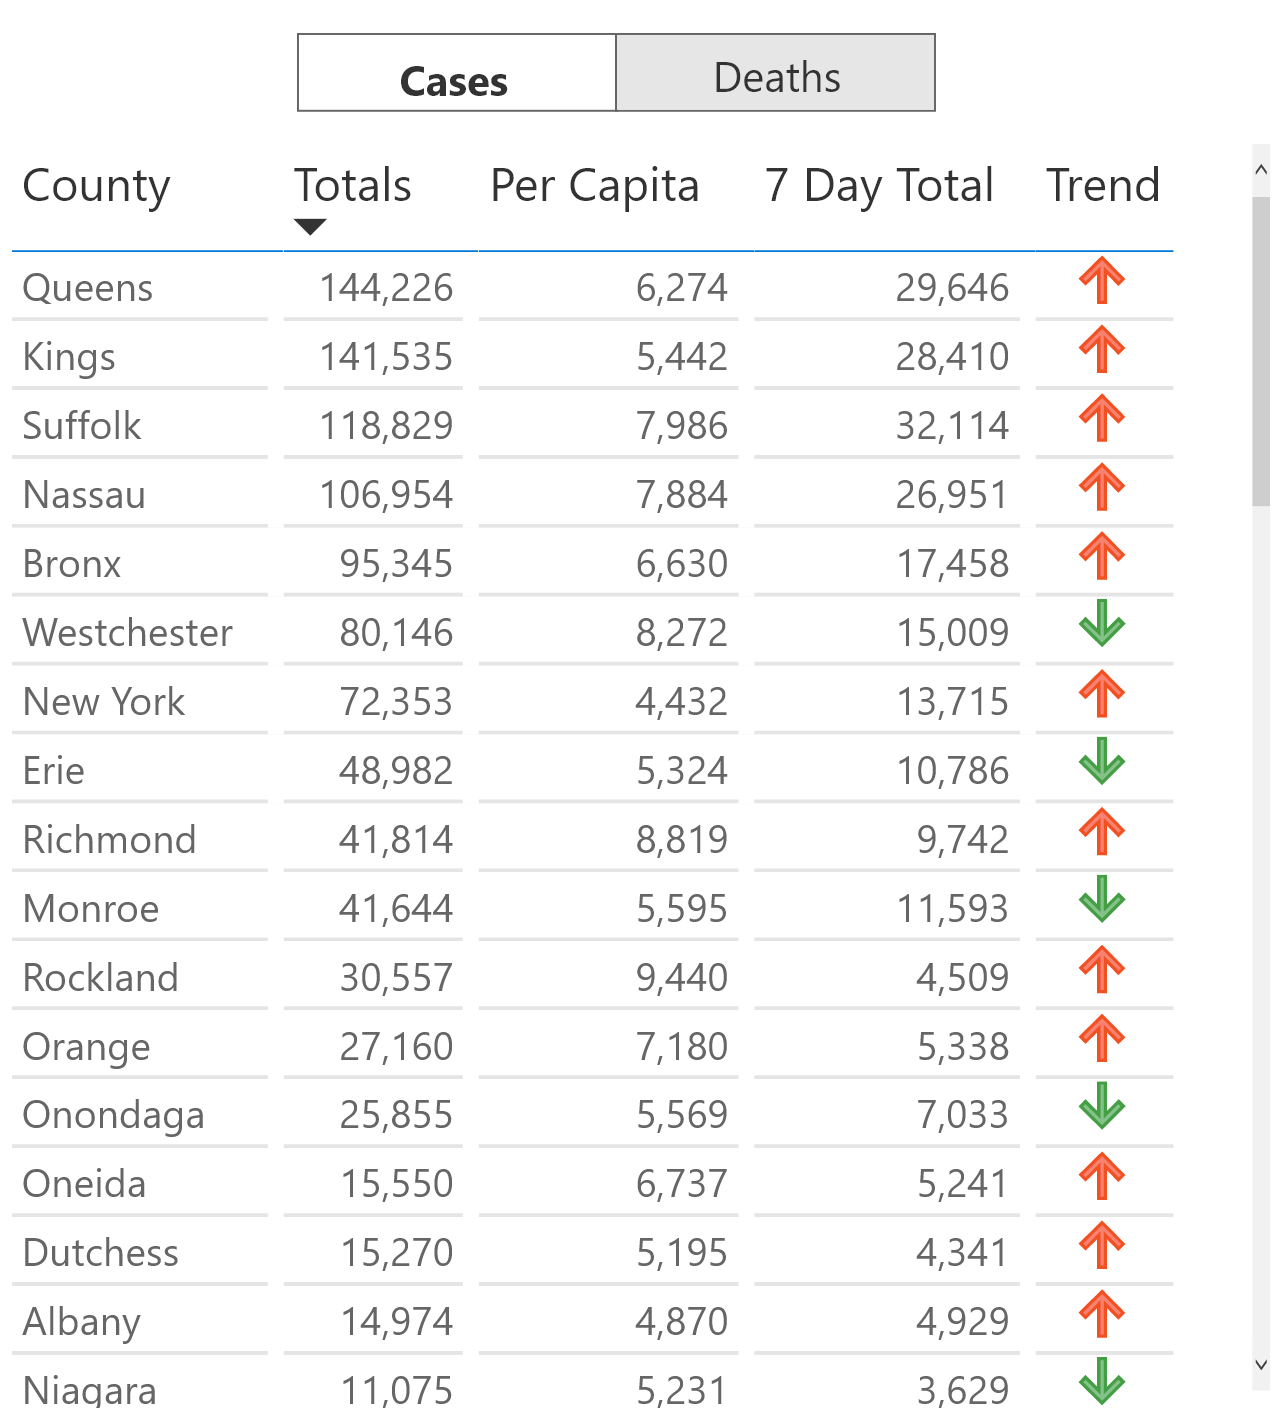 Cases Deaths
County Totals Per Capita 7 Day Total Trend
Queens 144,226 6,274 29,646
Kings 141,535 5,442 28,410
Suffolk 118,829 7,986 32,114
Nassau 106,954 7,884 26,951
Bronx 95,345 6,630 17,458
Westchester 80,146 8,272 15,009
New York 72,353 4,432 13,715
Erie 48,982 5,324 10,786
Richmond 41,814 8,819 9,742
Monroe 41,644 5,595 11,593
Rockland 30,557 9,440 4,509
Orange 27,160 7,180 5,338
Onondaga 25,855 5,569 7,033
Oneida 15,550 6,737 5,241
Dutchess 15,270 5,195 4,341
Albany 14,974 4,870 4,929
Niagara 11,075 5,231 3,629